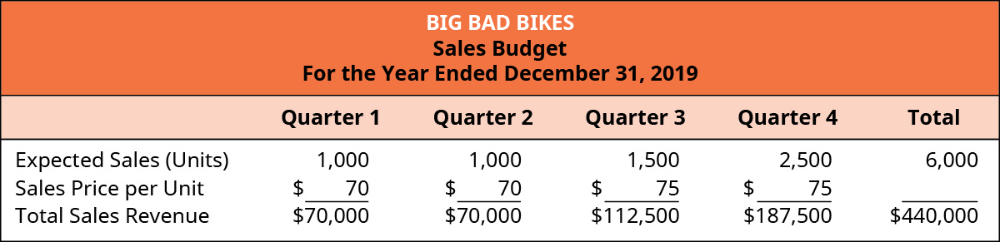 BIG BAD BIKES
Sales Budget
For the Year Ended December 31, 2019
Quarter 1 Quarter 2 Quarter 3 Quarter 4 Total
Expected Sales (Units) 1,000 1,000 1,500 2,500 6,000
Sales Price per Unit $ 70 $ 70 $ 75 $ 75
Total Sales Revenue $70,000 $70,000 $112,500 $187,500 $440,000